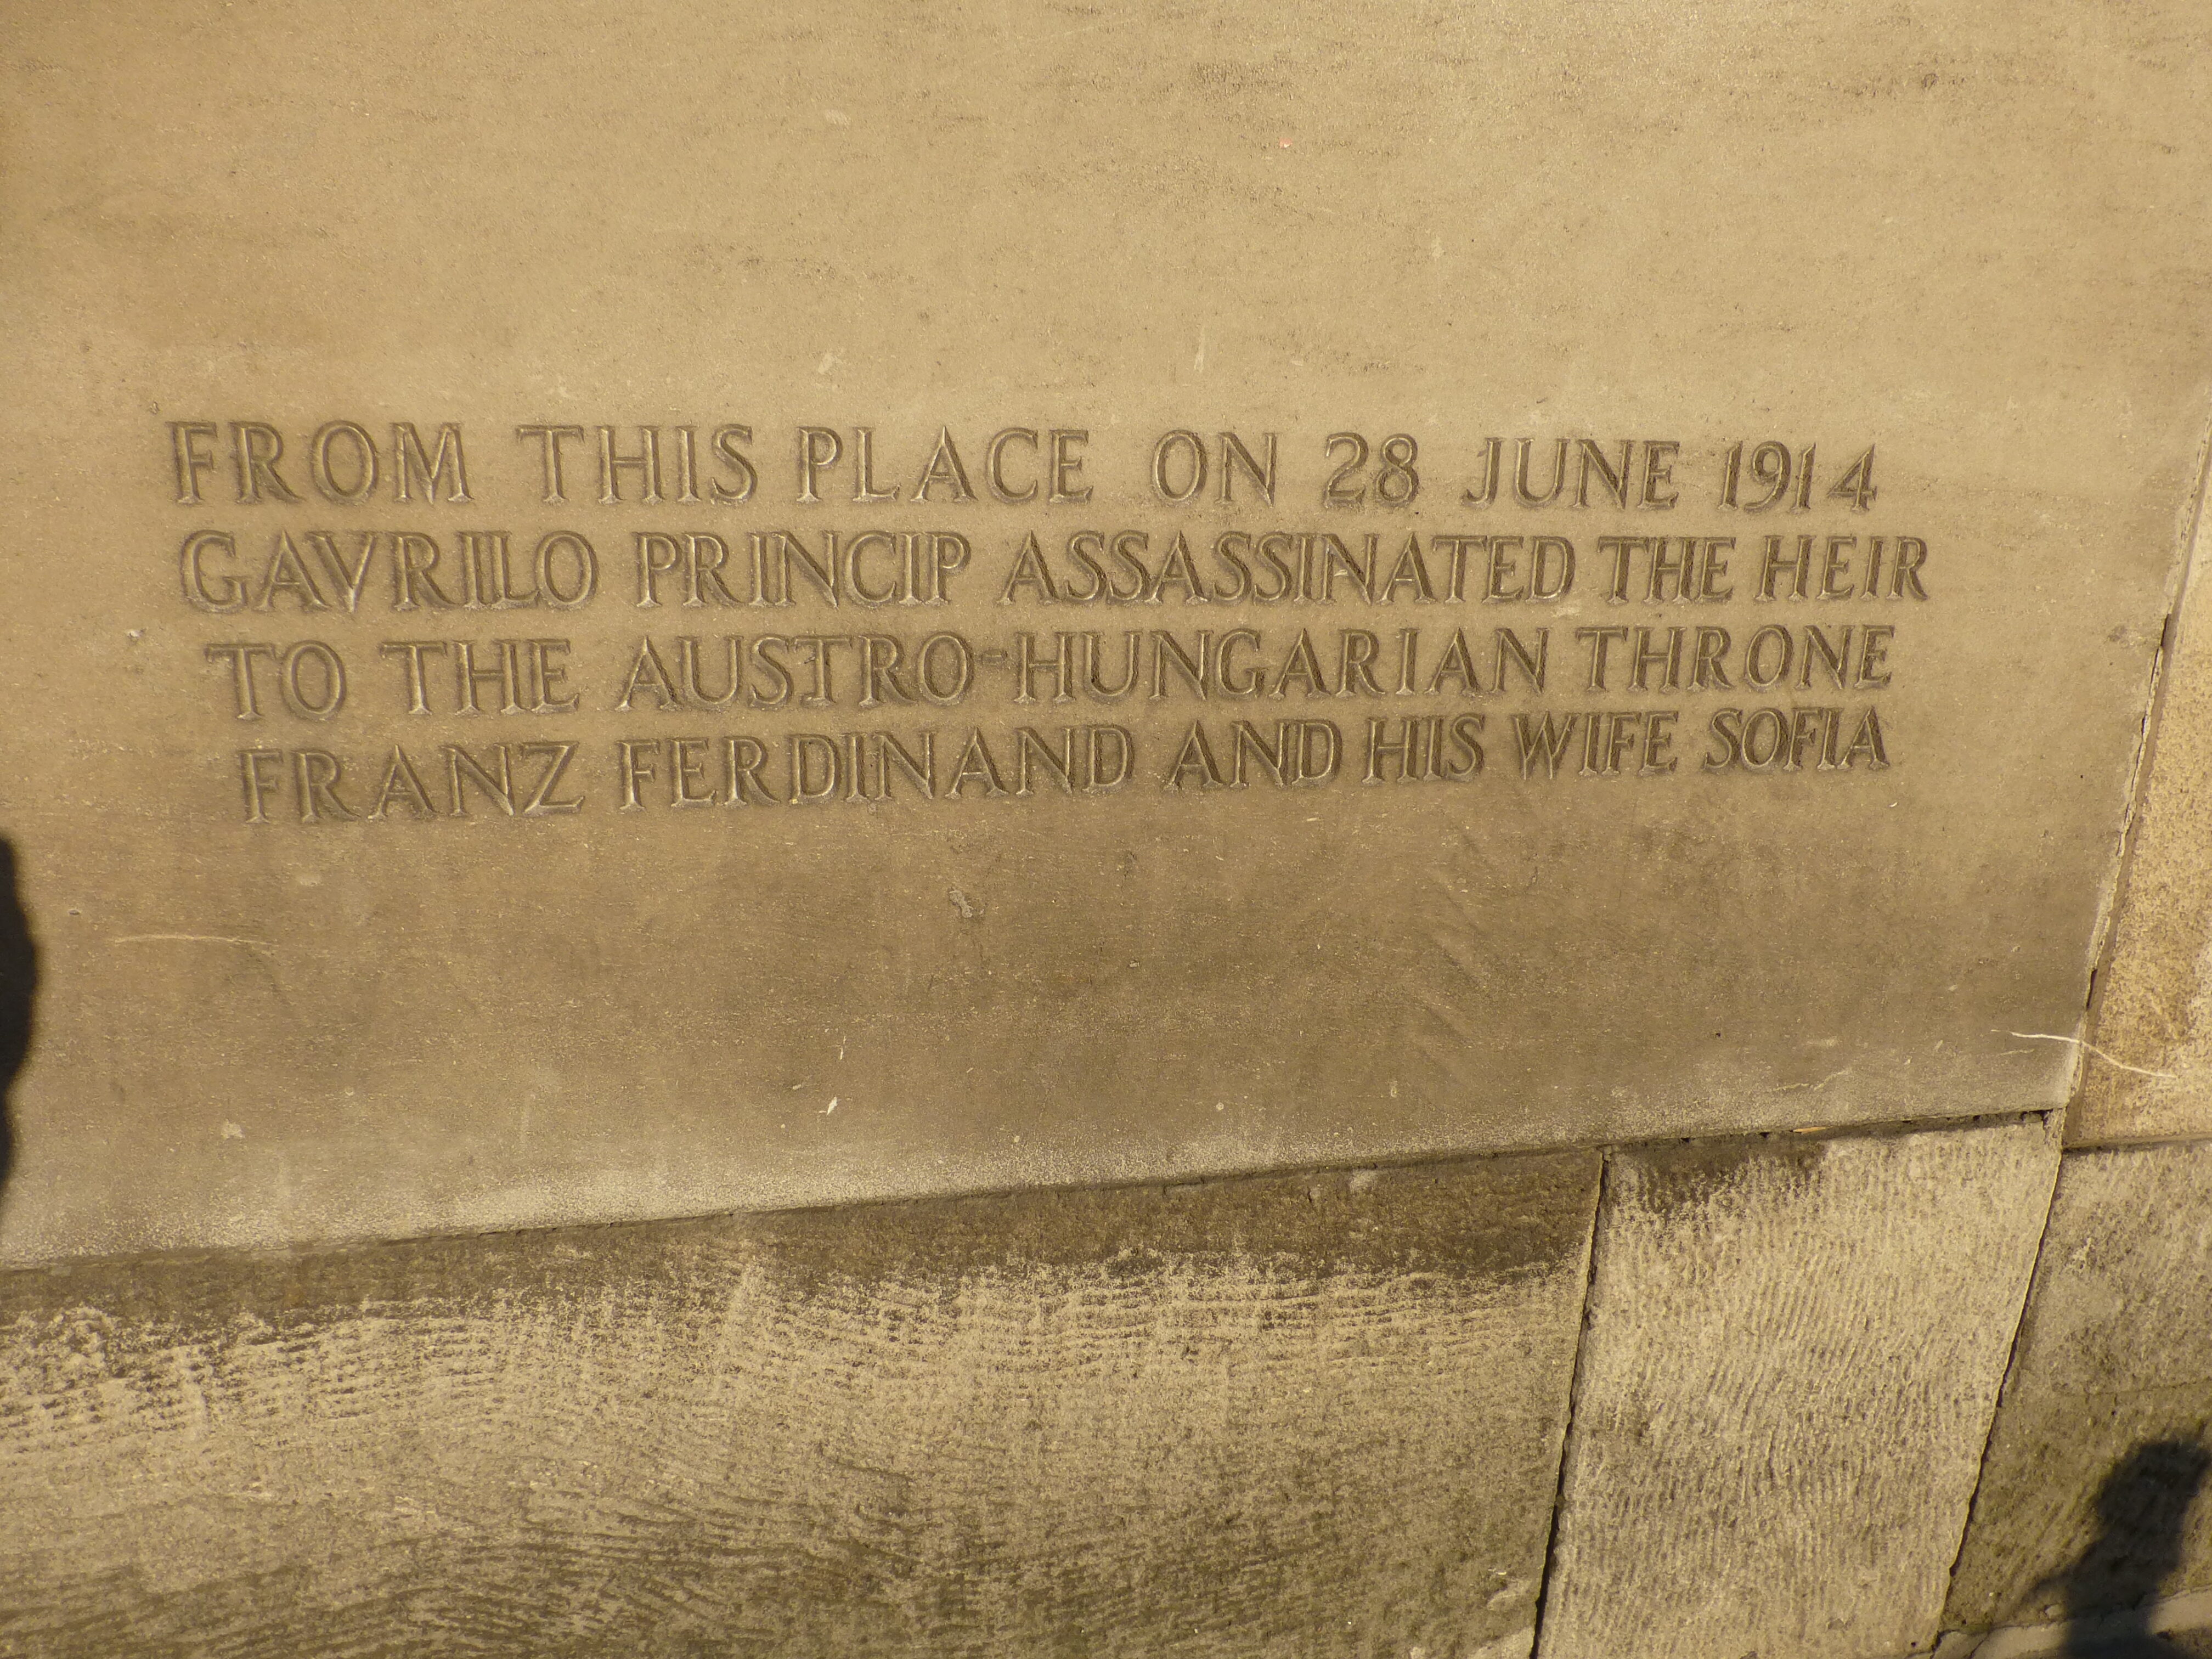 FROM THIS PLACE ON 28 JUNE 1914
GAVRILO PRINCIP ASSASSINATED THE HEIR
TO THE AUSTRO-HUNGARIAN THRONE
FRANZ FERDINAND AND HIS WIFE SOFIA